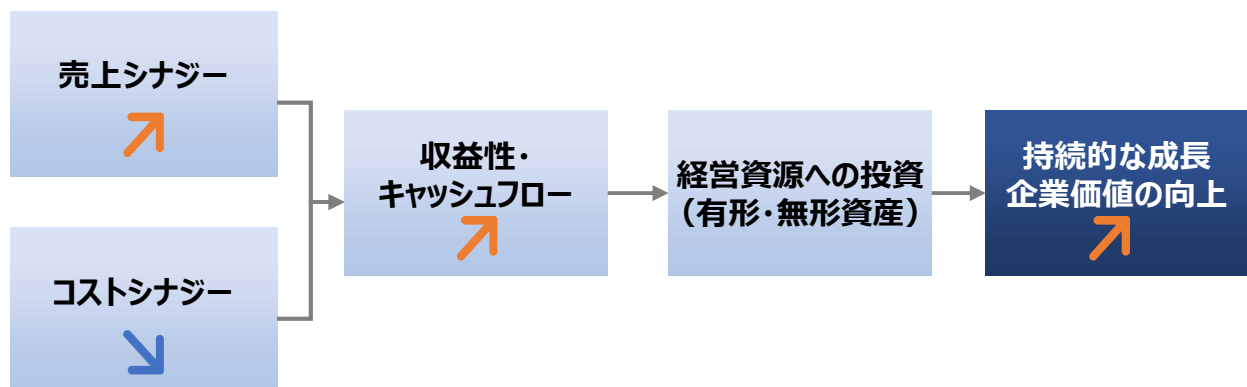 売上シナジー
コストシナジー
収益性・
キャッシュフロー
経営資源への投資
（有形・無形資産）
持続的な成長
企業価値の向上